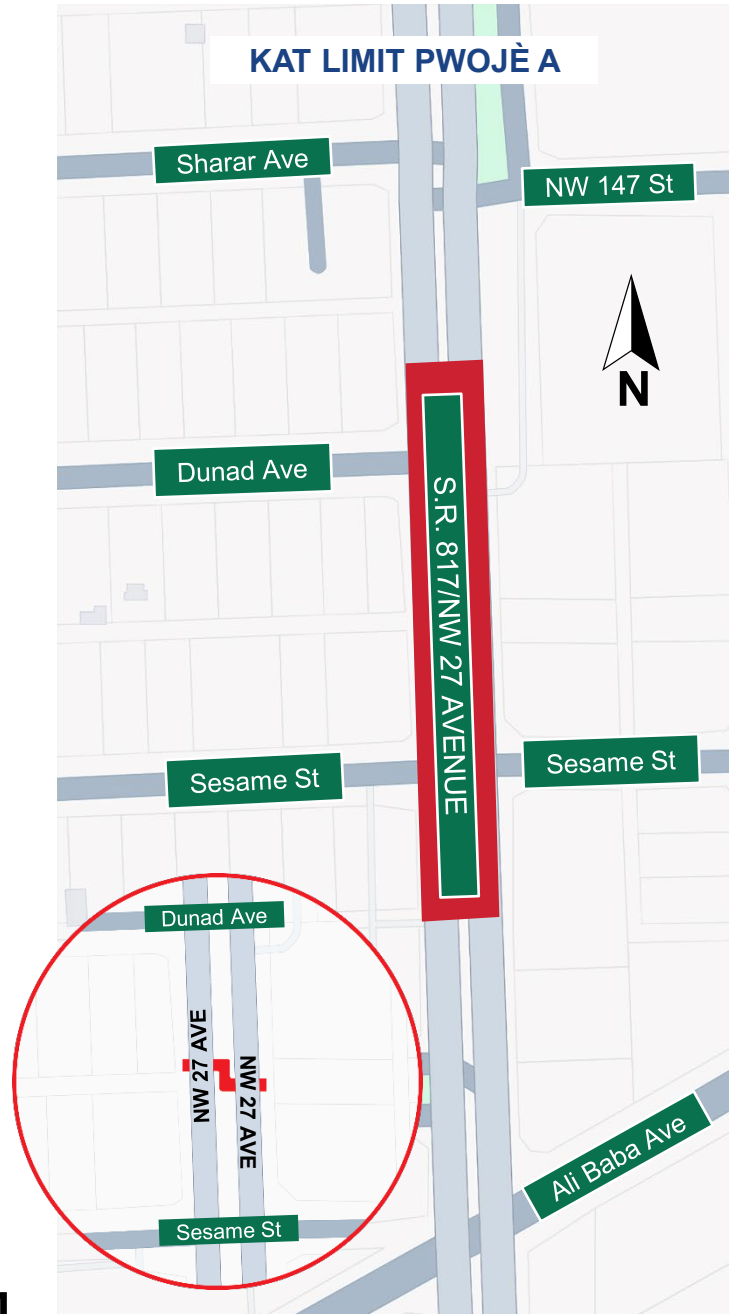 KAT LIMIT PWOJÈ A
Sharar Ave
NW 147 St
N
Dunad Ave
S.R. 817/NW 27 AVENUE
Sesame St
Sesame St
Dunad Ave
NW 27 AVE
NW 27 AVE
Ali Baba Ave
Sesame St